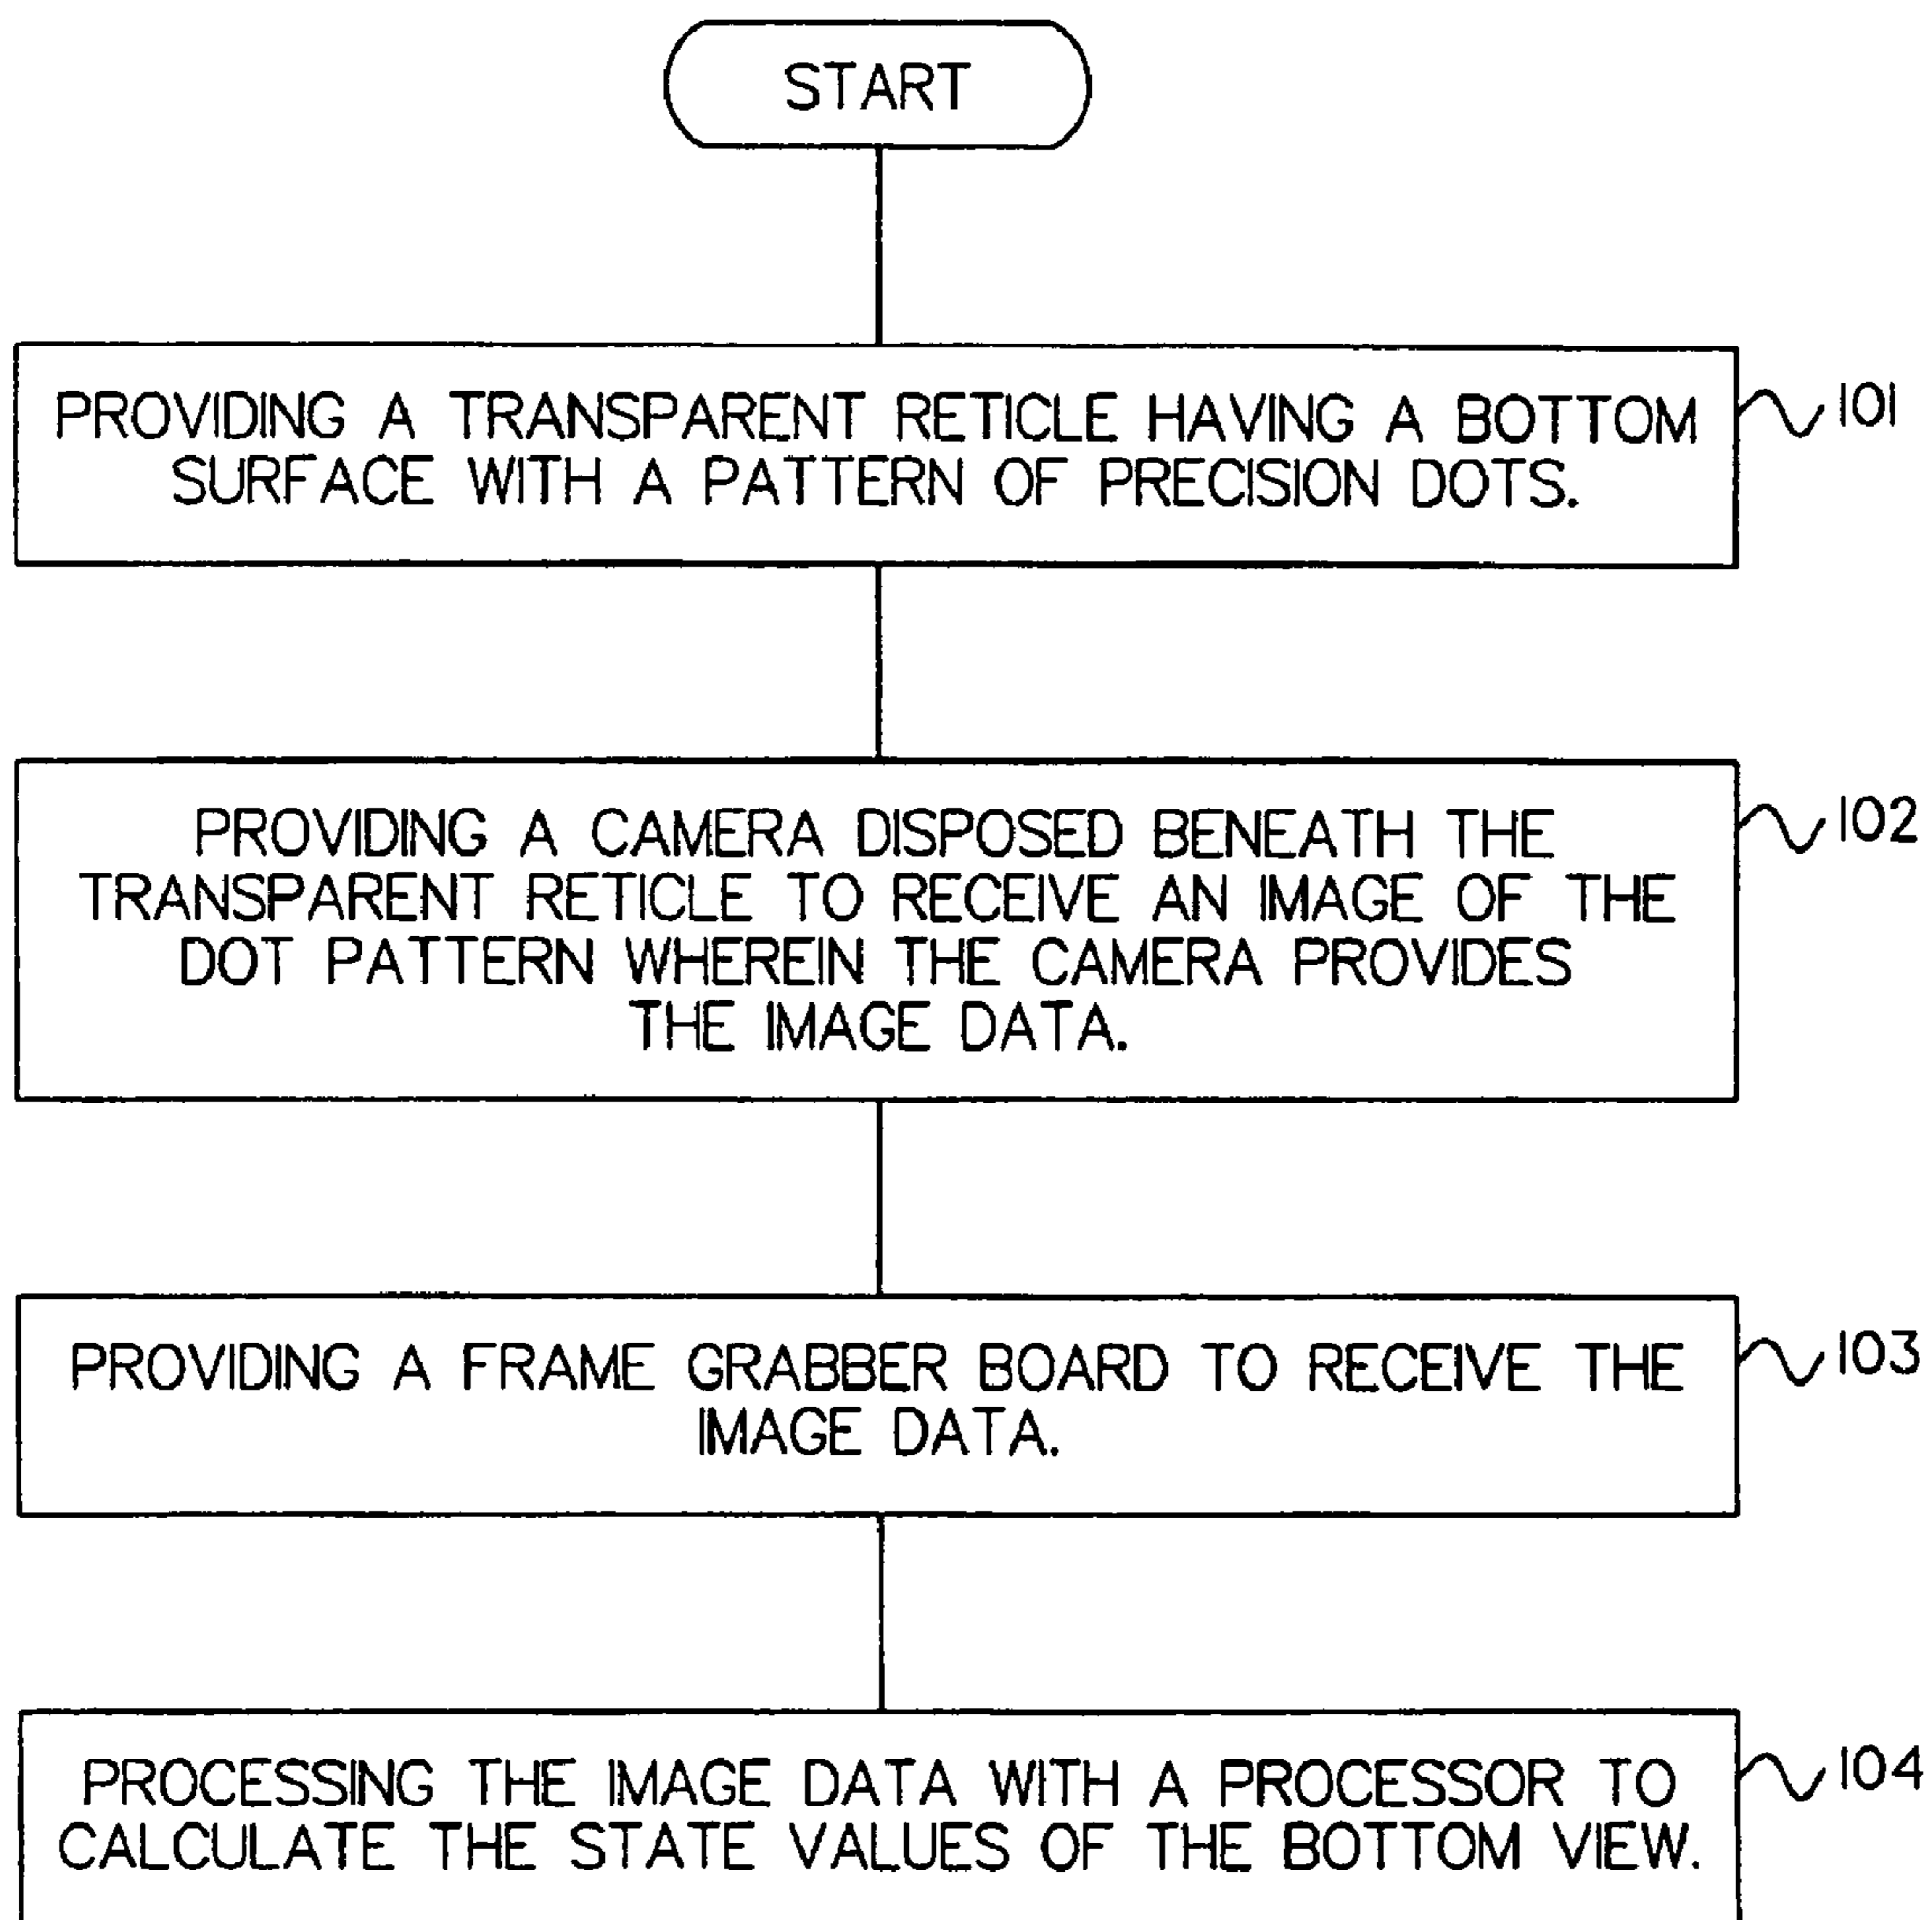 START
PROVIDING A TRANSPARENT RETICLE HAVING A BOTTOM
SURFACE WITH A PATTERN OF PRECISION DOTS.
101
PROVIDING A CAMERA DISPOSED BENEATH THE
TRANSPARENT RETICLE TO RECEIVE AN IMAGE OF THE
DOT PATTERN WHEREIN THE CAMERA PROVIDES
THE IMAGE DATA.
102
PROVIDING A FRAME GRABBER BOARD TO RECEIVE THE
IMAGE DATA.
103
PROCESSING THE IMAGE DATA WITH A PROCESSOR TO
CALCULATE THE STATE VALUES OF THE BOTTOM VIEW.
104